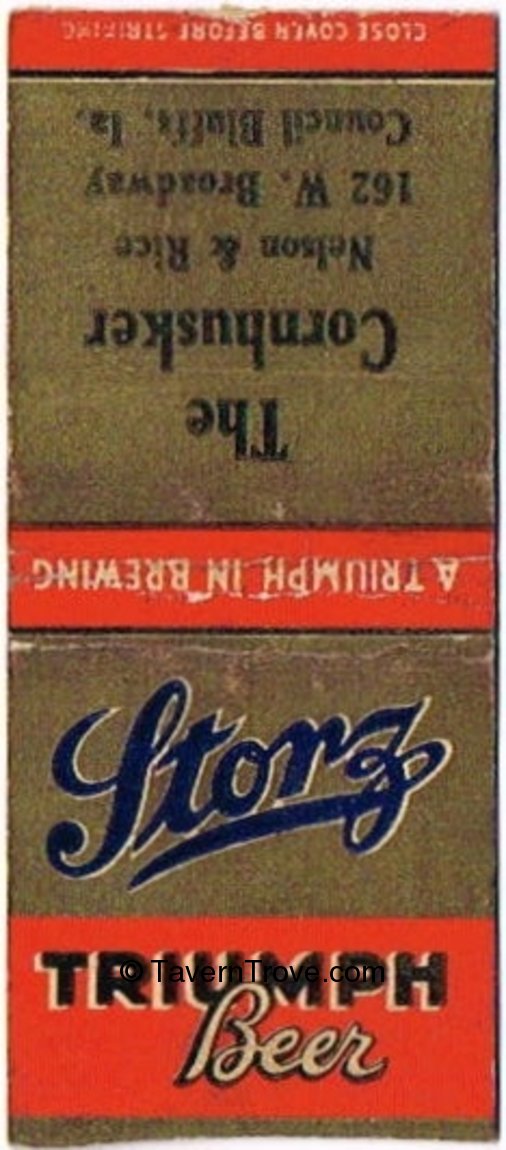 CLOSE COVER BEFORE STRIKING
The
Cornhusker
Nelson & Rice
162 W. Broadway
Council Bluffs, Ia.
A TRIUMPH IN BREWING
Storz
TRIUMPH
© TavernTrove.com
Beer